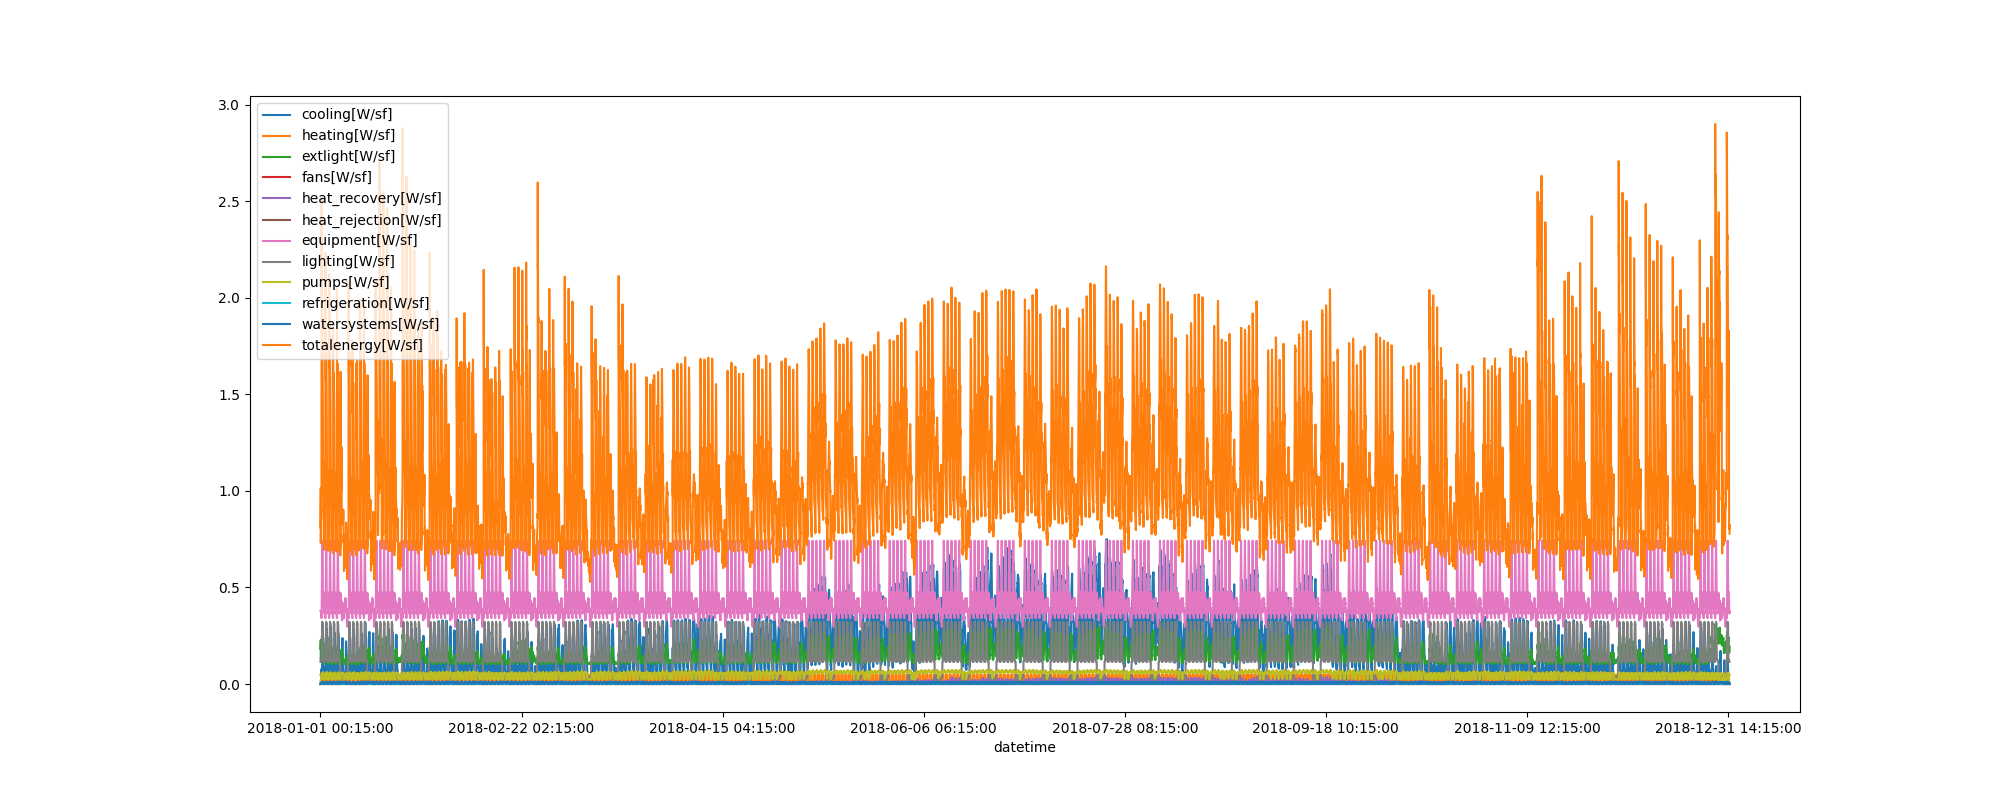 3.0
2.5
2.0
1.5
1.0
0.5
0.0
cooling[W/sf]
heating[W/sf]
extlight[W/sf]
fans[W/sf]
heat_recovery[W/sf]
heat_rejection[W/sf]
equipment[W/sf]
lighting[W/sf]
pumps[W/sf]
refrigeration[W/sf]
watersystems[W/sf]
totalenergy[W/sf]
2018-01-01 00:15:00 2018-02-22 02:15:00 2018-04-15 04:15:00 2018-06-06 06:15:00 2018-07-28 08:15:00 2018-09-18 10:15:00 2018-11-09 12:15:00 2018-12-31 14:15:00
datetime